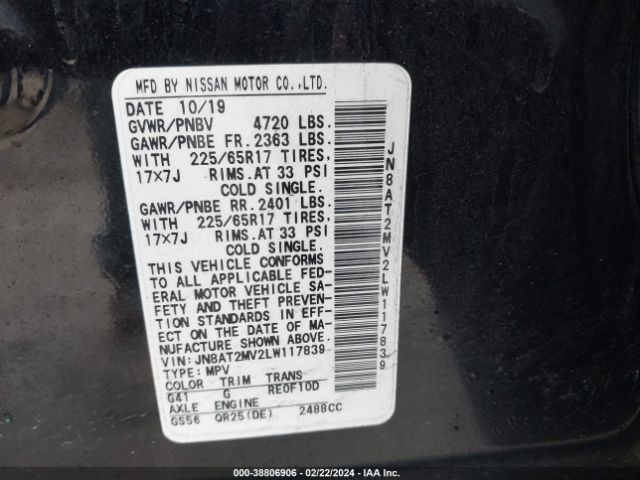 MFD BY NISSAN MOTOR CO.,LTD.
DATE 10/19
GVWR/PNBV 4720 LBS.
GAWR/PNBE FR.2363 LBS.
WITH 225/65R17 TIRES,
17×7J RIMS.AT 33 PSI
COLD SINGLE.
GAWR/PNBE RR.2401 LBS.
WITH 225/65R17 TIRES,
17×7J RIMS.AT 33 PSI
COLD SINGLE.
THIS VEHICLE CONFORMS
TO ALL APPLICABLE FED-
ERAL MOTOR VEHICLE SA-
FETY AND THEFT PREVEN-
TION STANDARDS IN EFF-
ECT ON THE DATE OF MA-
NUFACTURE SHOWN ABOVE.
VIN:JN8AT2MV2LW117839
TYPE:MPV
COLOR TRIM TRANS
G41 G RE0F10D
AXLE ENGINE
GS56 QR25(DE) 2488CC
JN8AT2MV2LW117839
000-38806906 - 02/22/2024 - IAA Inc.